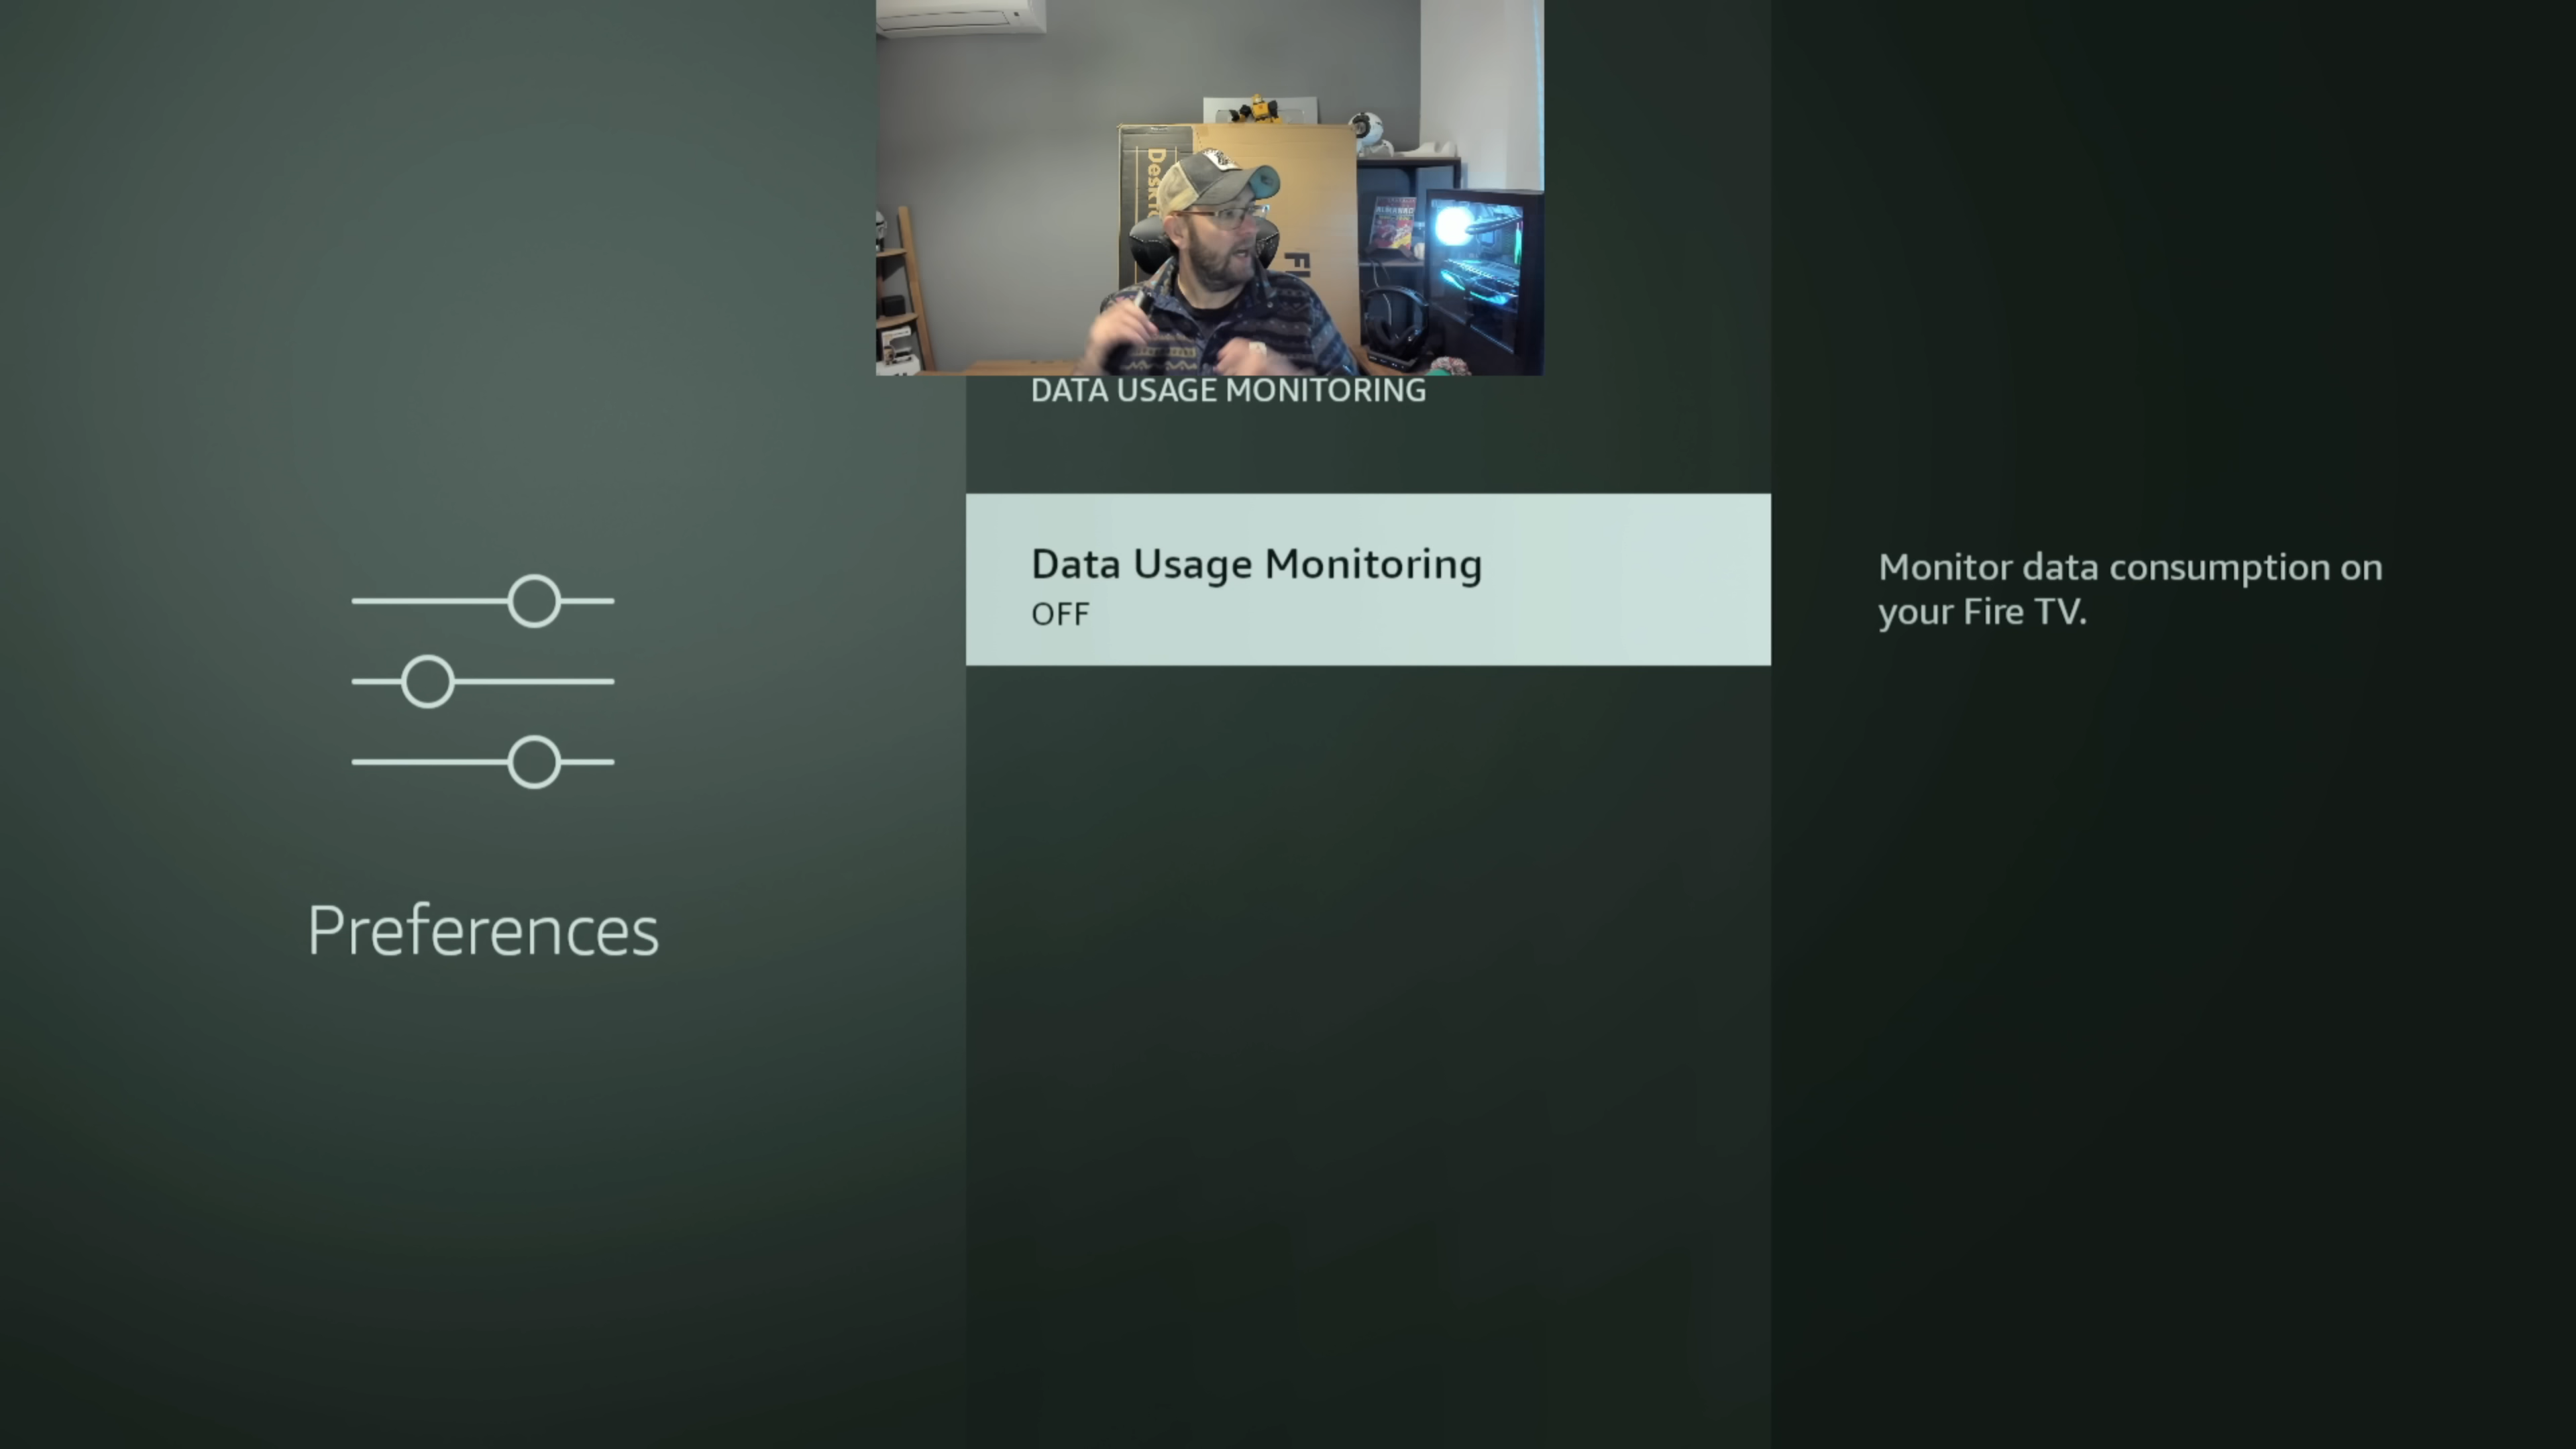 DATA USAGE MONITORING
Data Usage Monitoring
OFF
Monitor data consumption on
your Fire TV.
Preferences